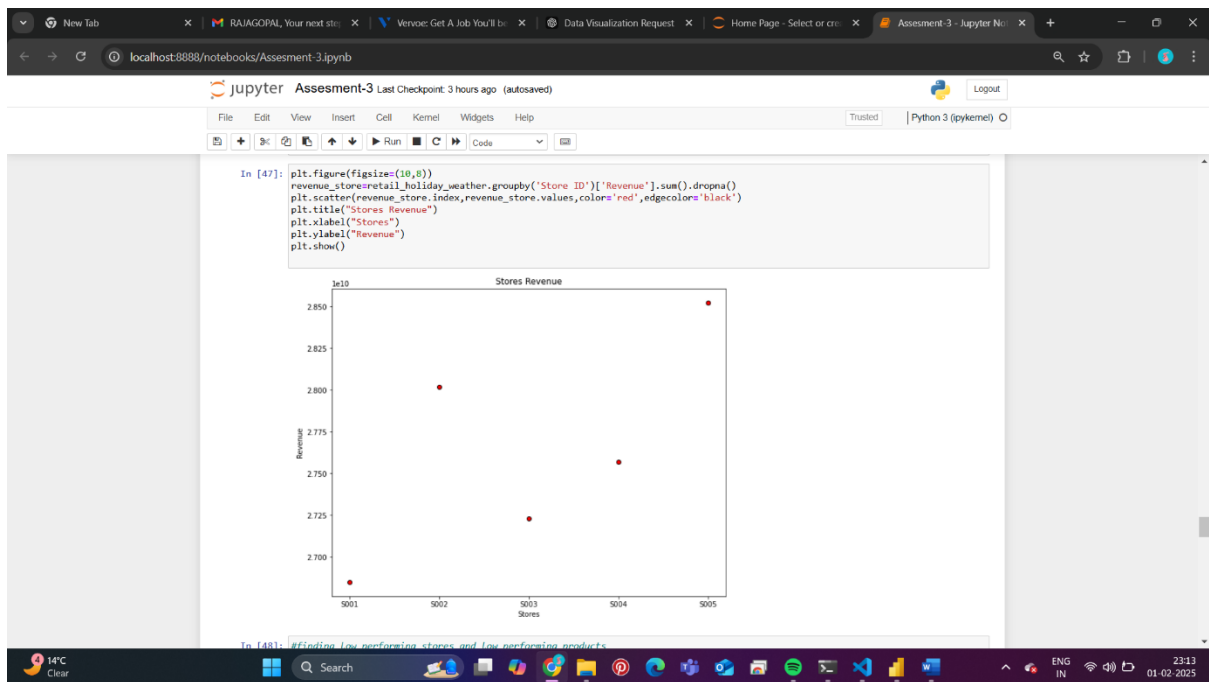 New Tab
RAJAGOPAL, Your next ste
Vervoe: Get A Job You'll be
Data Visualization Request
Home Page - Select or cre
Assesment-3 - Jupyter No
localhost:8888/notebooks/Assesment-3.ipynb
jupyter Assesment-3 Last Checkpoint: 3 hours ago (autosaved)
Logout
File Edit View Insert Cell Kernel Widgets Help
Trusted
Python 3 (ipykernel)
Run
Code
In [47]: plt.figure(figsize=(10,8))
revenue_store=retail_holiday_weather.groupby('Store ID')['Revenue'].sum().dropna()
plt.scatter(revenue_store.index,revenue_store.values,color='red',edgecolor='black')
plt.title("Stores Revenue")
plt.xlabel("Stores")
plt.ylabel("Revenue")
plt.show()
1e10
Stores Revenue
2.850
2.825
2.800
2.775
2.750
2.725
2.700
Revenue
S001 S002 S003 S004 S005
Stores
In [48]: #finding low performing stores and low performing products
4
14°C
Clear
Search
ENG
IN
23:13
01-02-2025